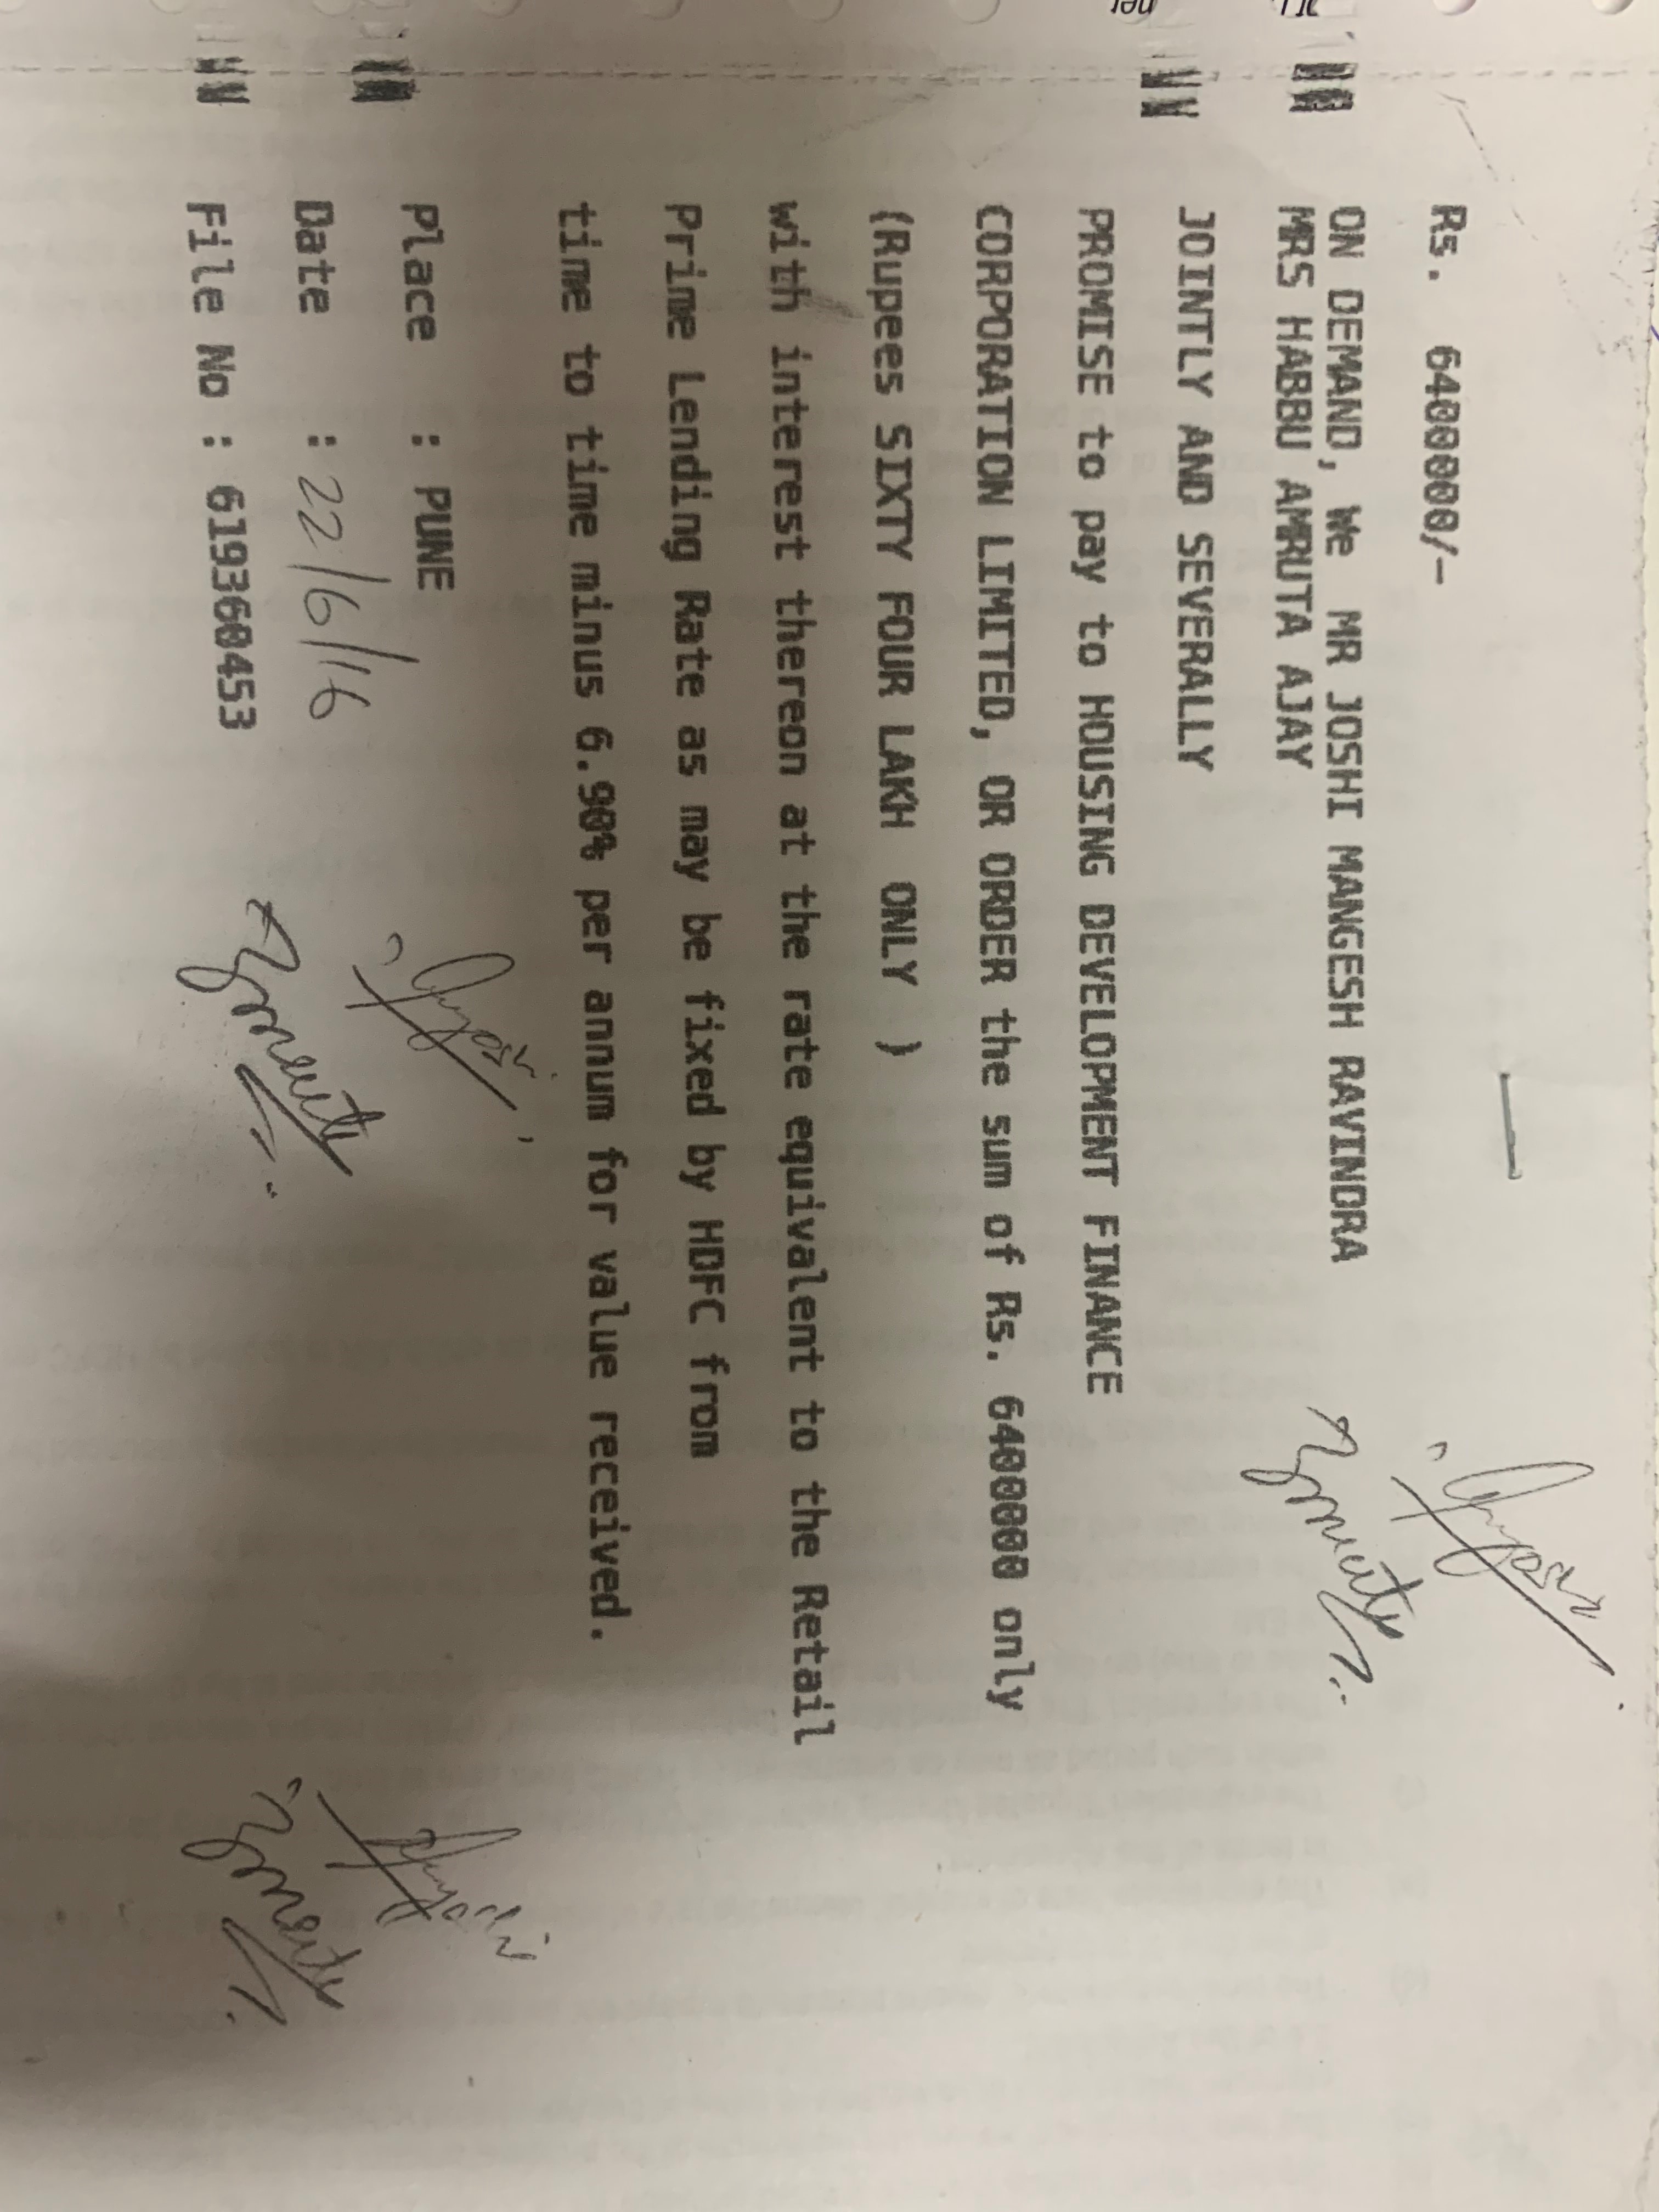 Rs. 6400000/-
ON DEMAND, We MR JOSHI MANGESH RAVINDRA
MRS HABBU AMRUTA AJAY
JOINTLY AND SEVERALLY
PROMISE to pay to HOUSING DEVELOPMENT FINANCE
CORPORATION LIMITED, OR ORDER the sum of Rs. 6400000 only
(Rupees SIXTY FOUR LAKH ONLY )
with interest thereon at the rate equivalent to the Retail
Prime Lending Rate as may be fixed by HDFC from
time to time minus 6.90% per annum for value received.
Place : PUNE
Date : 22/6/16
File No : 619360453